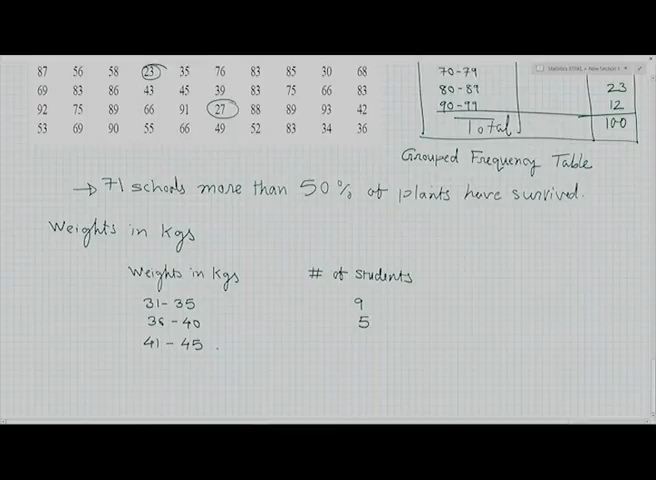 87 56 58 23 35 76 83 85 30 68
69 83 86 43 45 39 83 75 66 83
92 75 89 66 91 27 88 89 93 42
53 69 90 55 66 49 52 83 34 36
70-79
80-89 23
90-99 12
Total 100
Grouped Frequency Table
→ 71 schools more than 50% of plants have survived.
Weights in kgs
Weights in kgs # of students
31-35 9
36-40 5
41-45